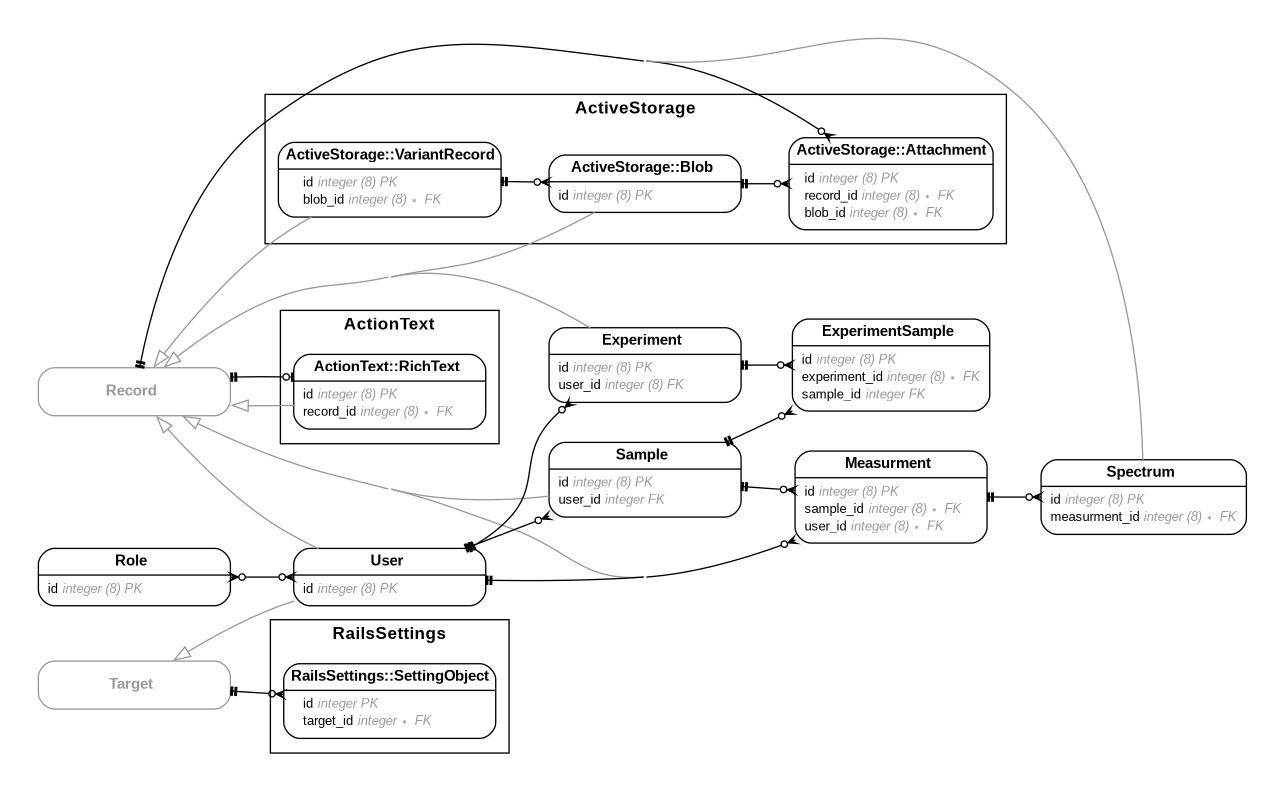 ActiveStorage
ActiveStorage::VariantRecord
id integer (8) PK
blob_id integer (8) ∗ FK
ActiveStorage::Blob
id integer (8) PK
ActiveStorage::Attachment
id integer (8) PK
record_id integer (8) ∗ FK
blob_id integer (8) ∗ FK
Record
ActionText
ActionText::RichText
id integer (8) PK
record_id integer (8) ∗ FK
Experiment
id integer (8) PK
user_id integer (8) FK
ExperimentSample
id integer (8) PK
experiment_id integer (8) ∗ FK
sample_id integer FK
Sample
id integer (8) PK
user_id integer FK
Measurment
id integer (8) PK
sample_id integer (8) ∗ FK
user_id integer (8) ∗ FK
Spectrum
id integer (8) PK
measurment_id integer (8) ∗ FK
Role
id integer (8) PK
User
id integer (8) PK
Target
RailsSettings
RailsSettings::SettingObject
id integer PK
target_id integer ∗ FK